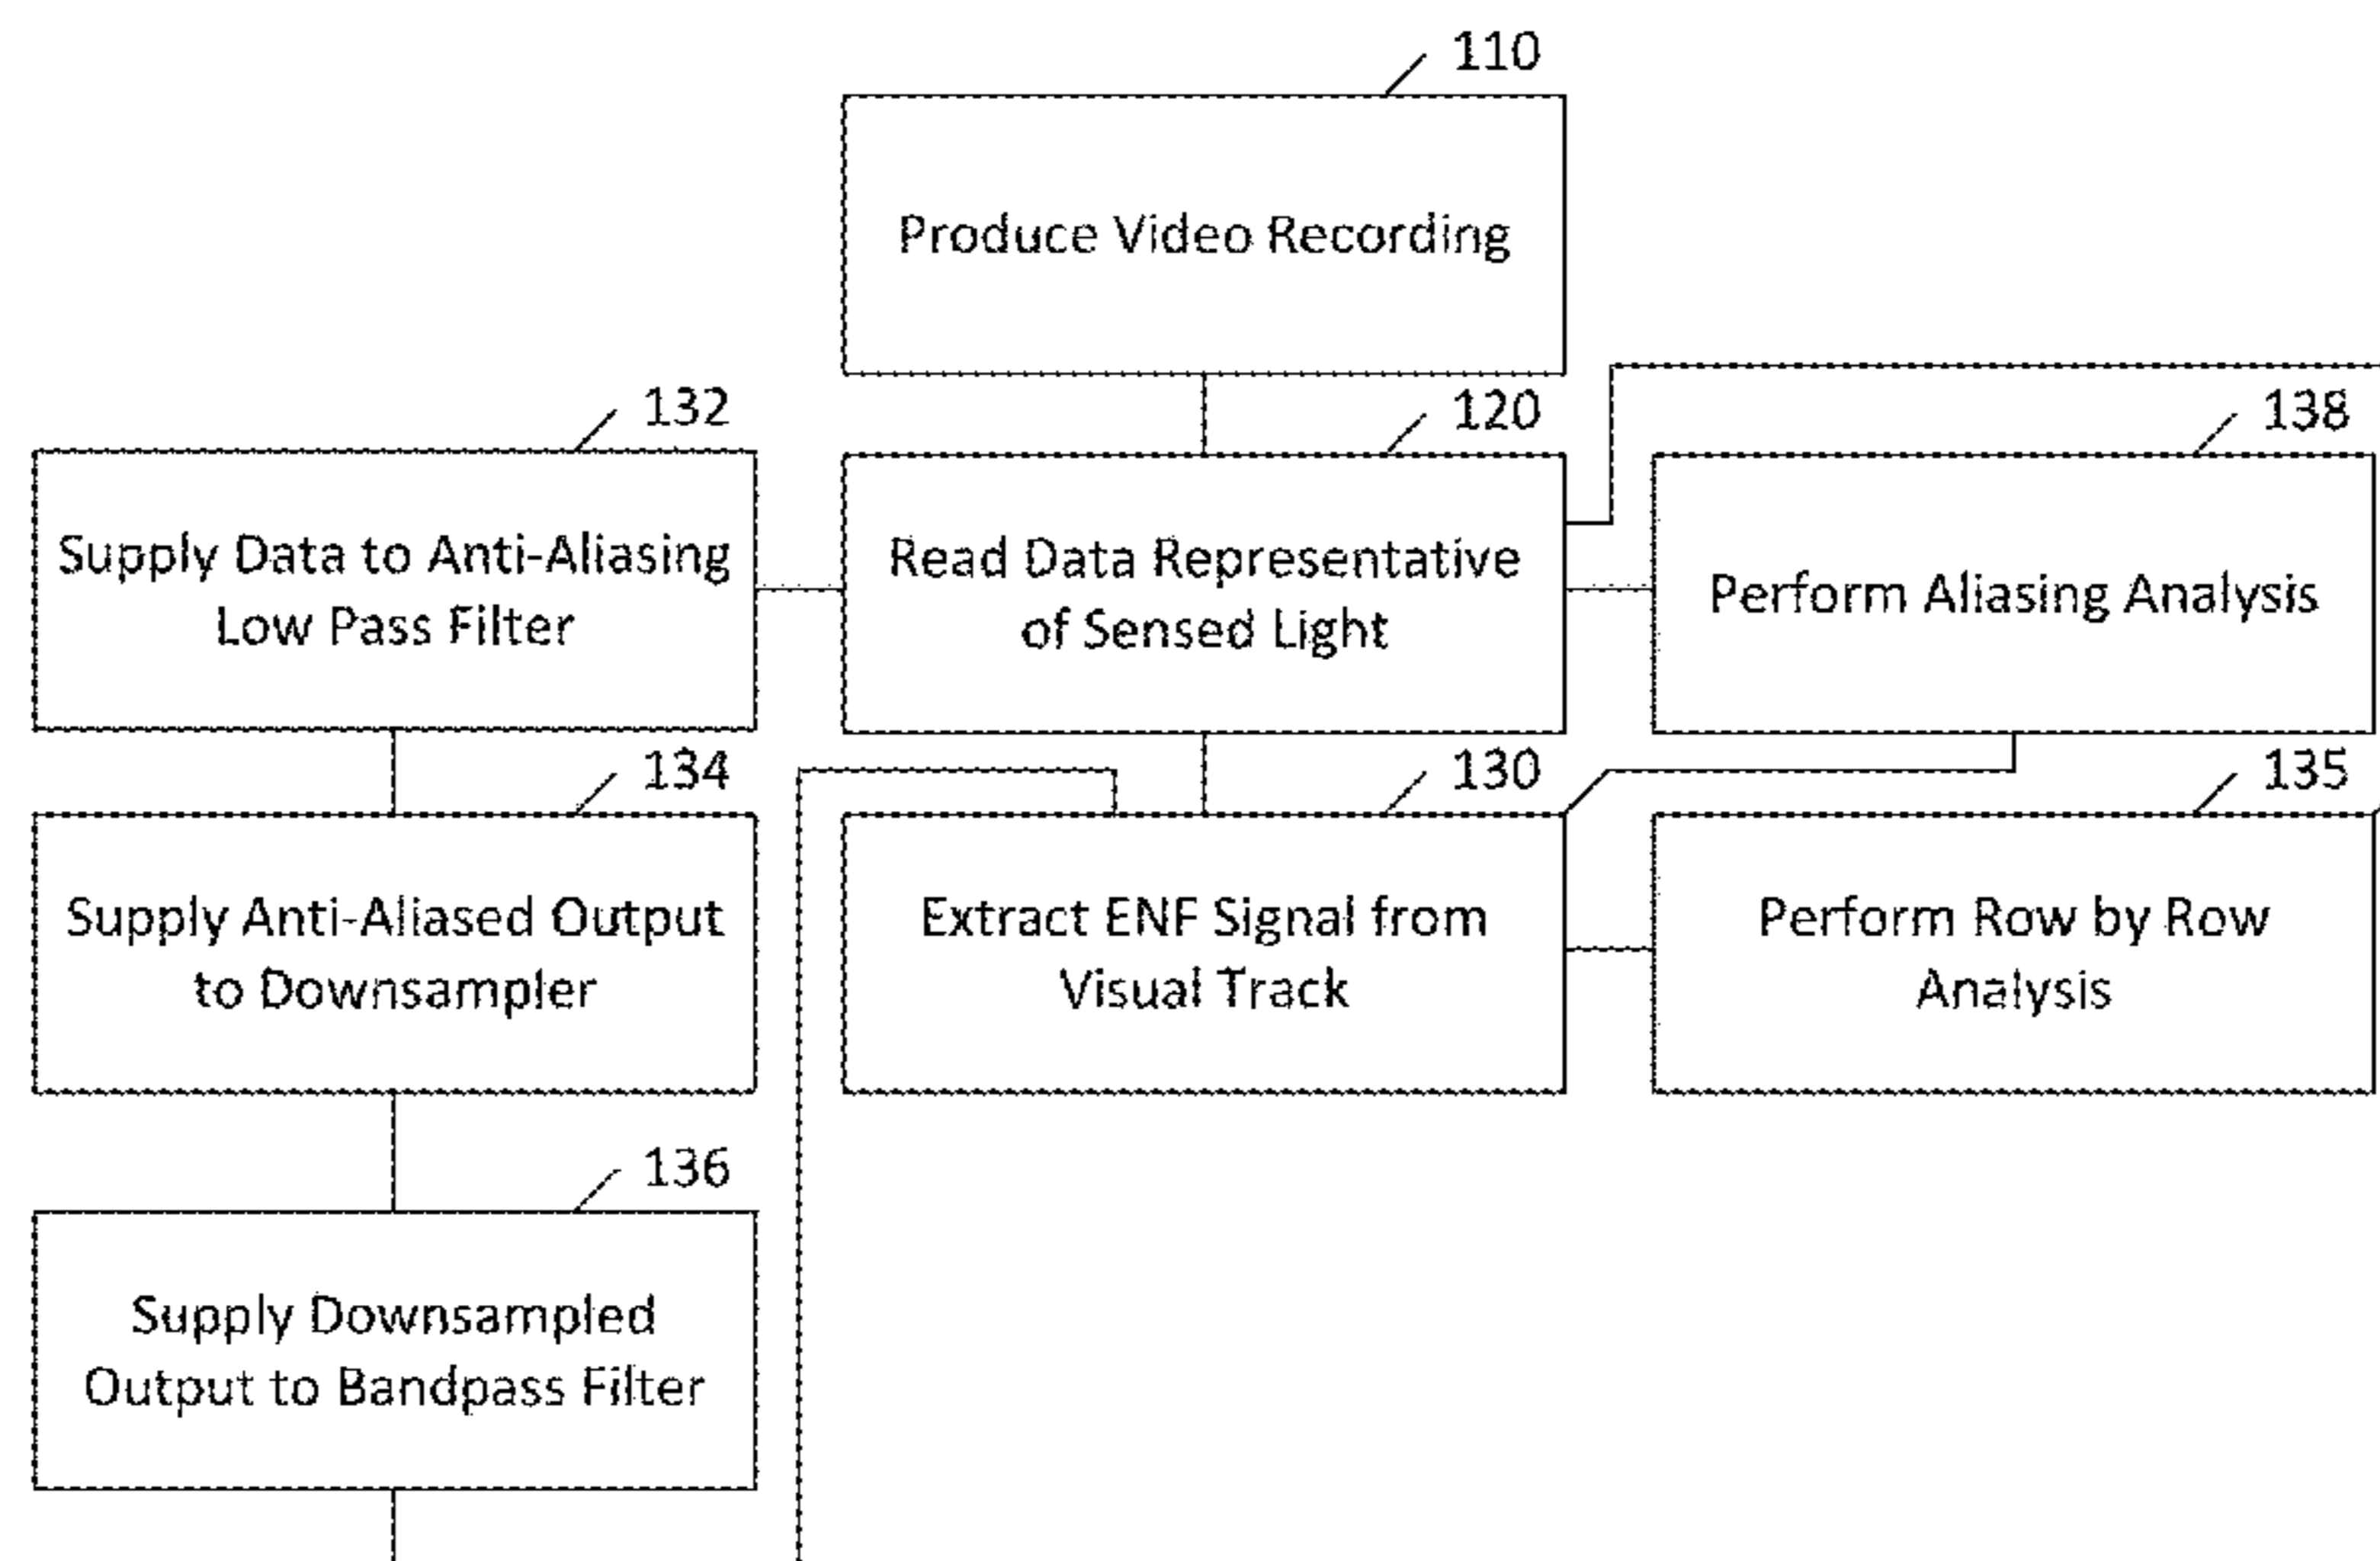 110
Produce Video Recording
132
120
138
Supply Data to Anti-Aliasing
Low Pass Filter
Read Data Representative
of Sensed Light
Perform Aliasing Analysis
134
130
135
Supply Anti-Aliased Output
to Downsampler
Extract ENF Signal from
Visual Track
Perform Row by Row
Analysis
136
Supply Downsampled
Output to Bandpass Filter